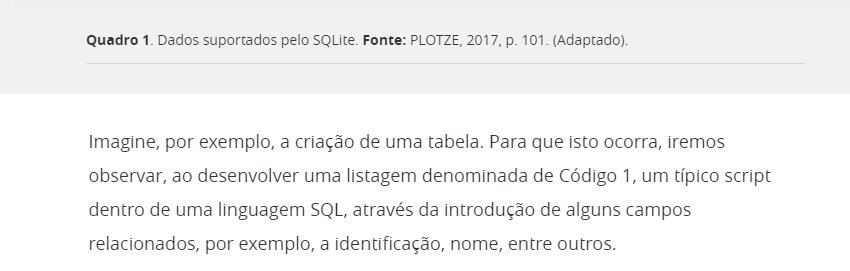 Quadro 1. Dados suportados pelo SQLite. Fonte: PLOTZE, 2017, p. 101. (Adaptado).
Imagine, por exemplo, a criação de uma tabela. Para que isto ocorra, iremos
observar, ao desenvolver uma listagem denominada de Código 1, um típico script
dentro de uma linguagem SQL, através da introdução de alguns campos
relacionados, por exemplo, a identificação, nome, entre outros.